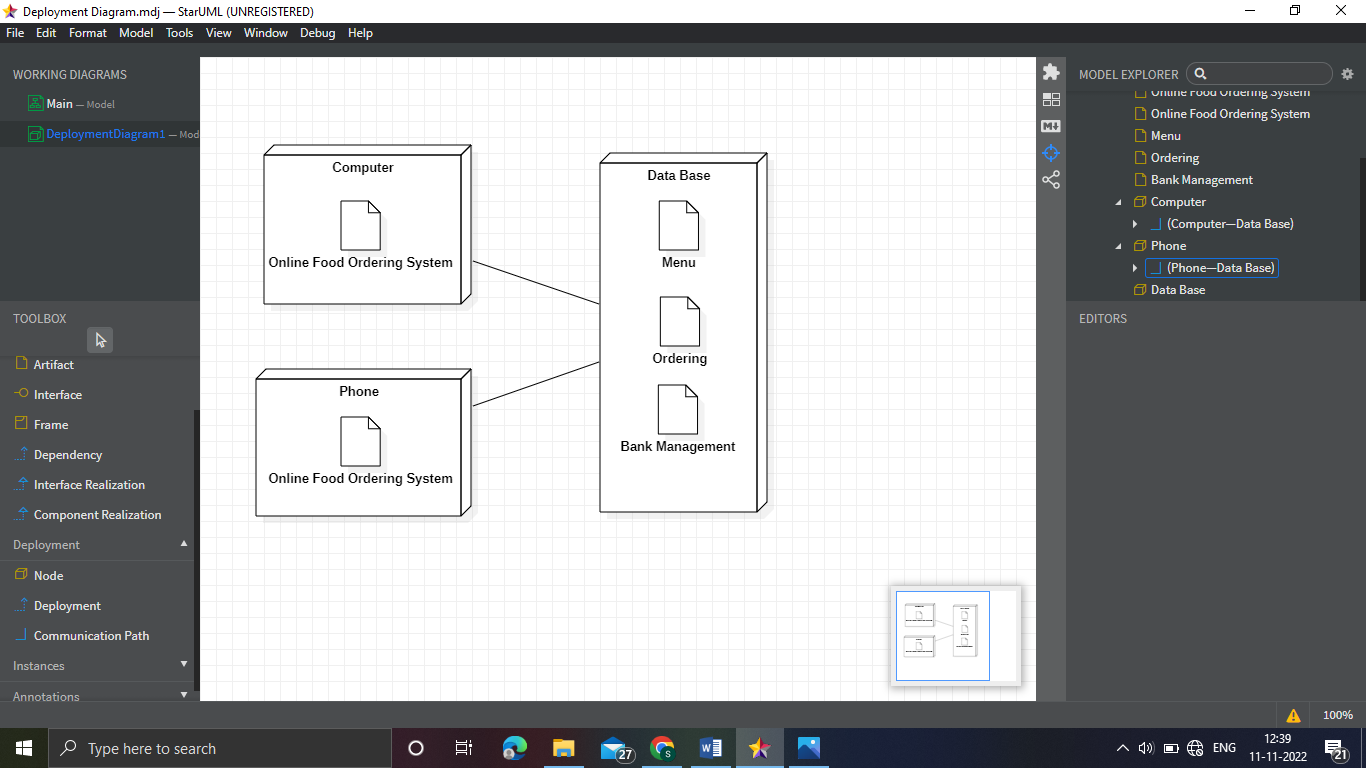 Deployment Diagram.mdj — StarUML (UNREGISTERED)
File Edit Format Model Tools View Window Debug Help
WORKING DIAGRAMS
Main — Model
DeploymentDiagram1 — Mod
TOOLBOX
Artifact
Interface
Frame
Dependency
Interface Realization
Component Realization
Deployment
Node
Deployment
Communication Path
Instances
Annotations
Computer
Online Food Ordering System
Phone
Online Food Ordering System
Data Base
Menu
Ordering
Bank Management
M
MODEL EXPLORER
Online Food Ordering System
Online Food Ordering System
Menu
Ordering
Bank Management
Computer
(Computer—Data Base)
Phone
(Phone—Data Base)
Data Base
EDITORS
100%
Type here to search
27
S
W
ENG
12:39
11-11-2022
21